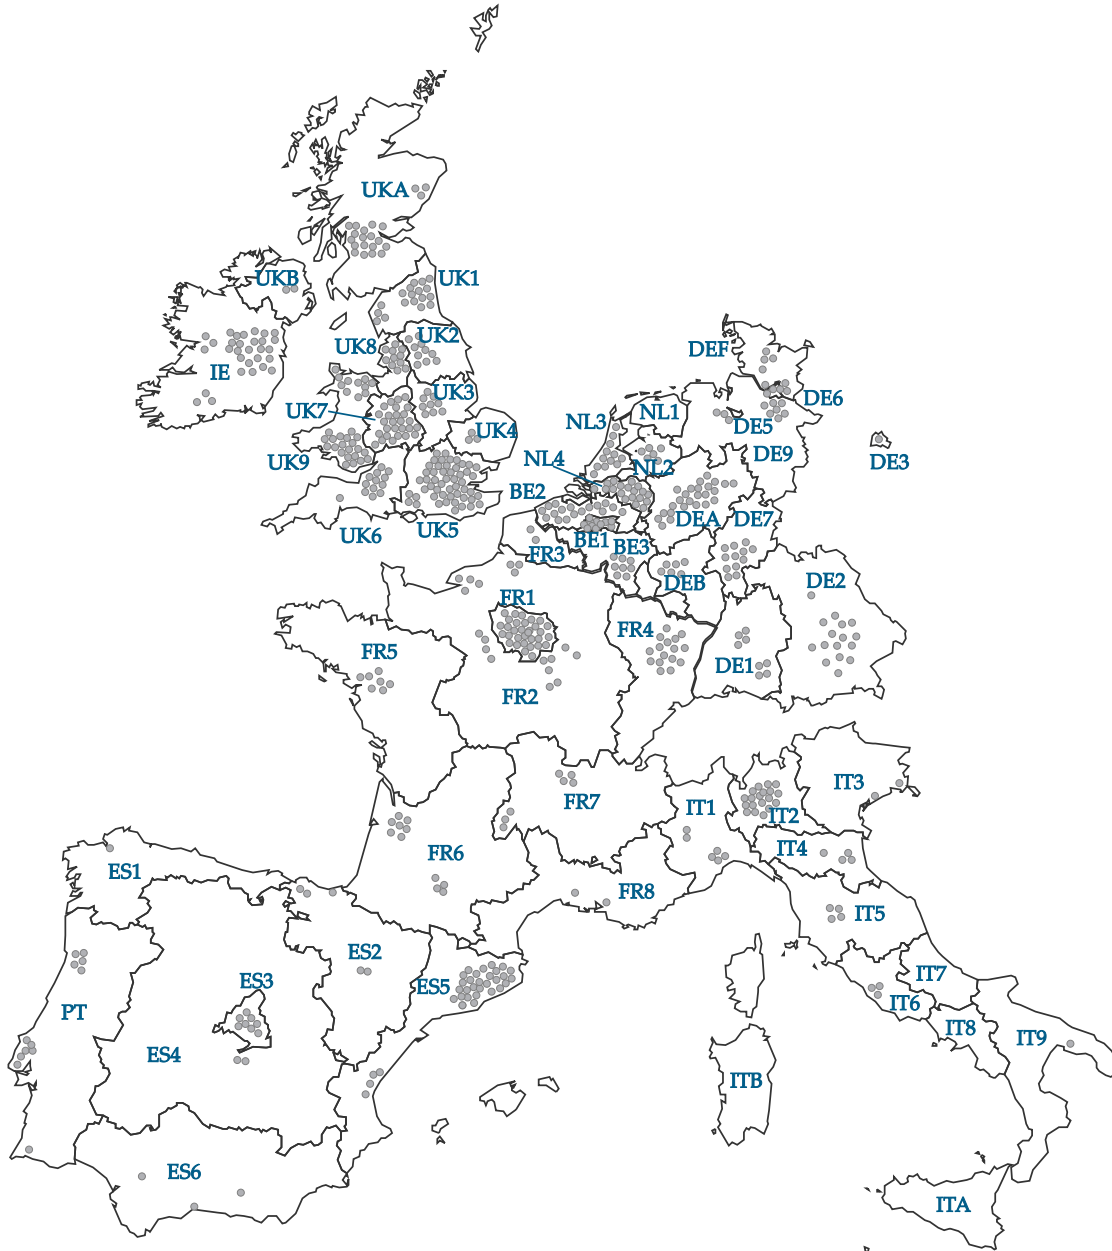 UKA
UKB
UK1
UK2
UK8
DEF
IE
UK3
DE6
UK7
NL3
NL1
DE5
UK4
NL4
DE9
UK9
NL2
DE3
BE2
UK6
UK5
DEA
DE7
BE1
BE3
FR3
DEB
DE2
FR1
FR4
FR5
DE1
FR2
IT3
FR7
IT1
IT2
FR6
IT4
ES1
FR8
IT5
ES2
IT7
ES3
ES5
PT
IT6
IT8
IT9
ES4
ITB
ES6
ITA